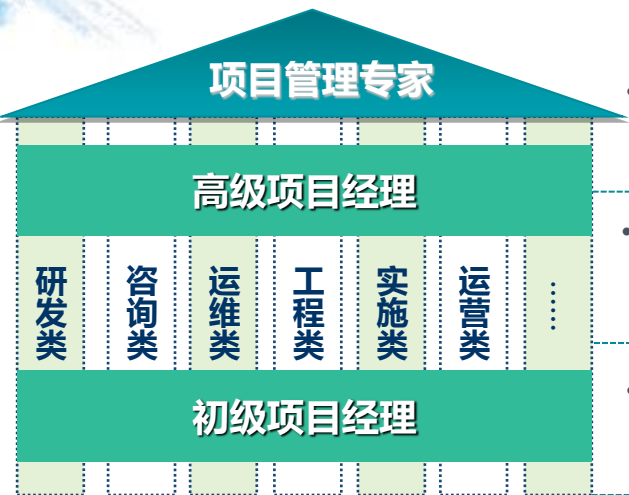 项目管理专家
高级项目经理
研发类
咨询类
运维类
工程类
实施类
运营类
……
初级项目经理